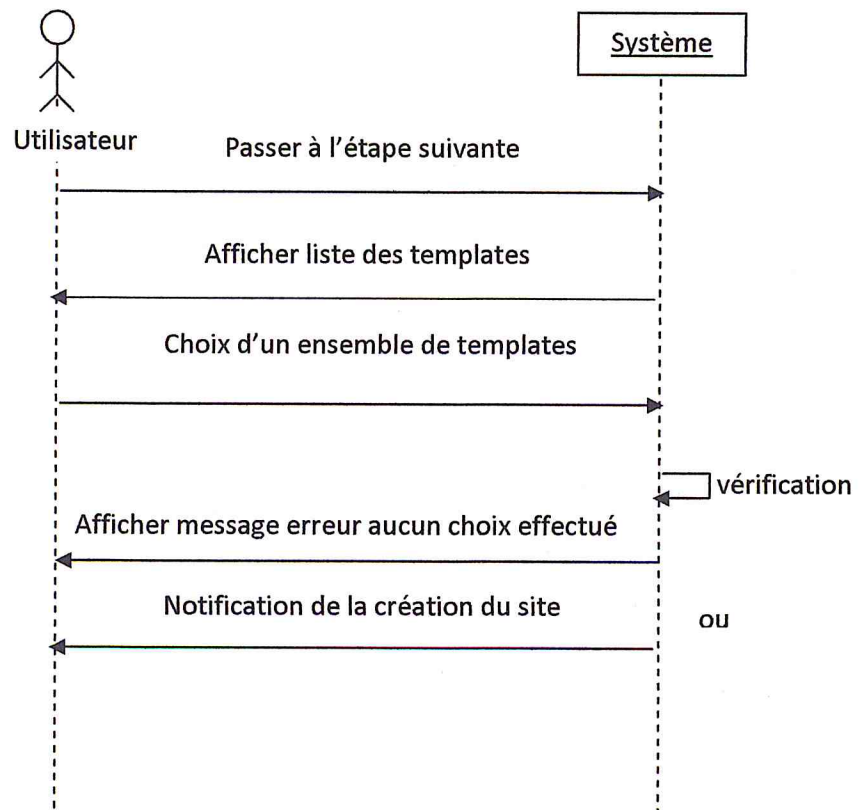 Système
Utilisateur
Passer à l'étape suivante
Afficher liste des templates
Choix d'un ensemble de templates
vérification
Afficher message erreur aucun choix effectué
Notification de la création du site
ou